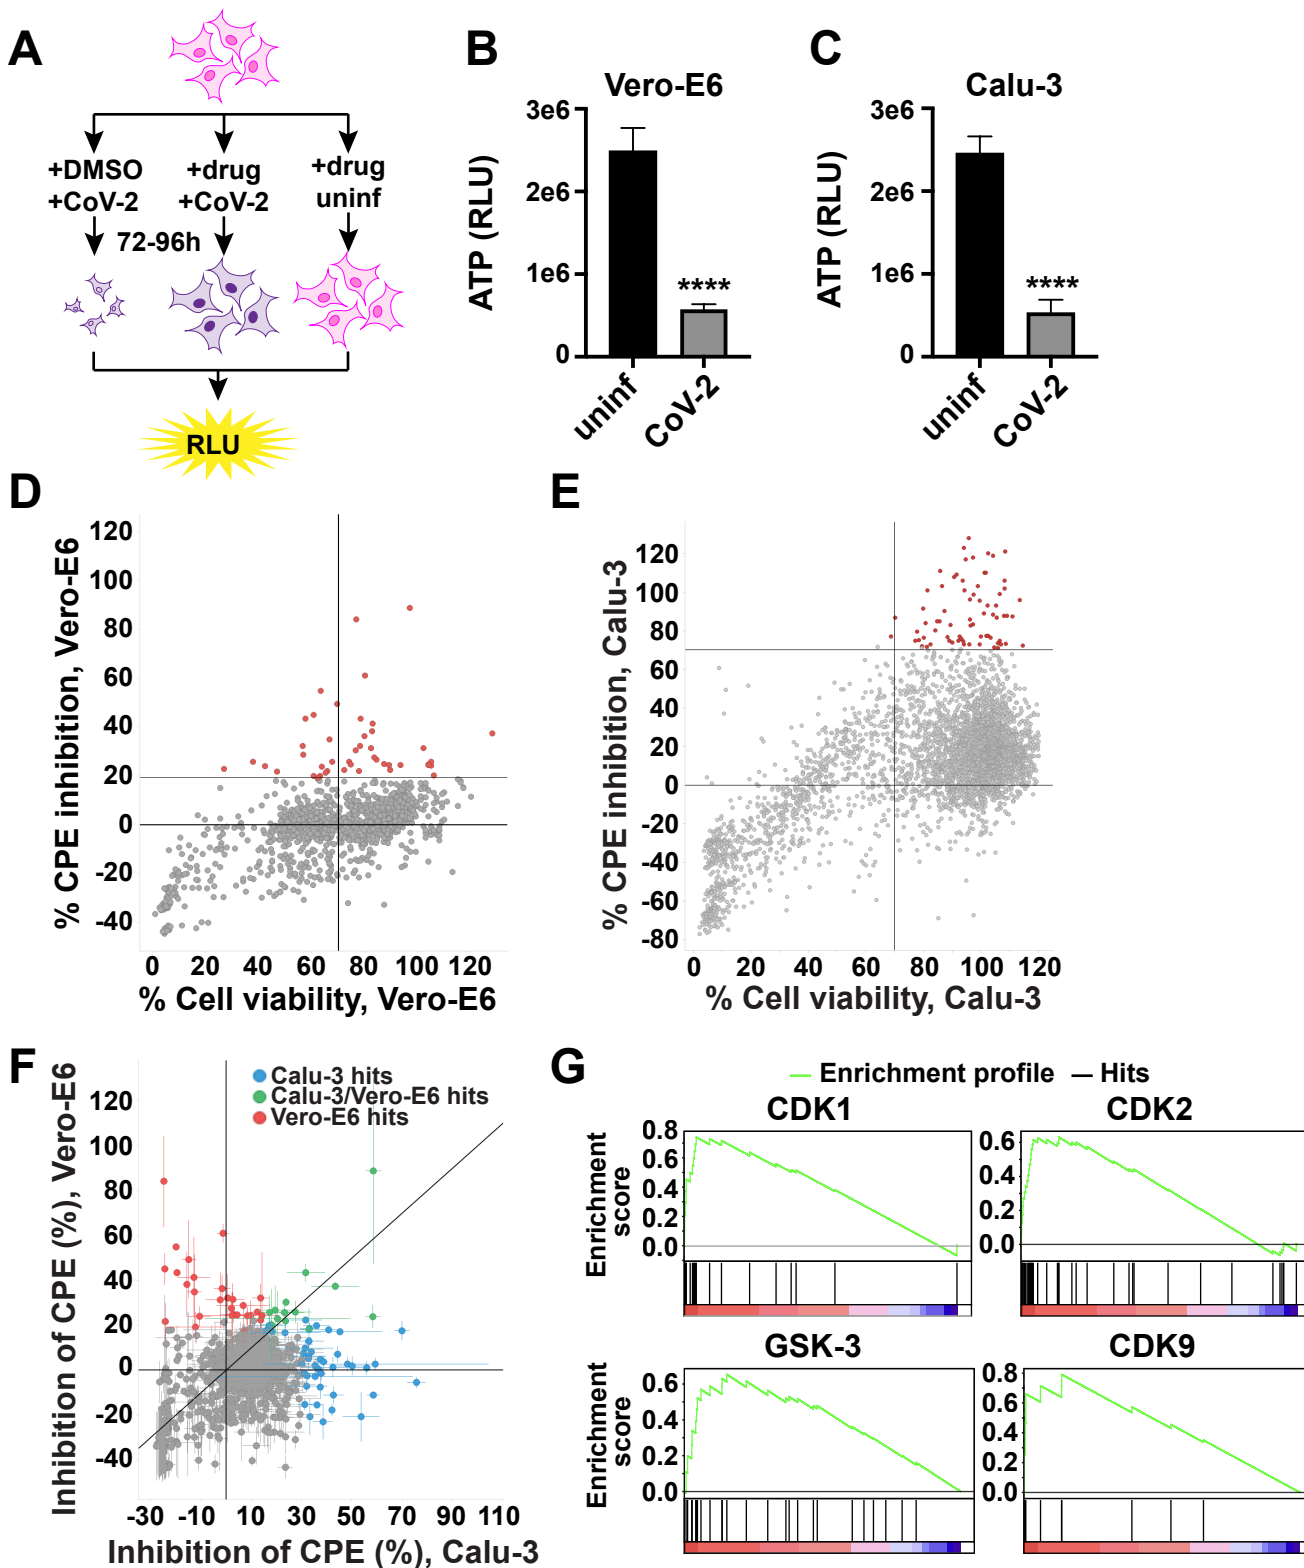 A
+DMSO
+CoV-2
+drug
+CoV-2
+drug
uninf
72-96h
RLU
B
Vero-E6
ATP (RLU)
3e6
2e6
1e6
0
****
uninf
CoV-2
C
Calu-3
ATP (RLU)
3e6
2e6
1e6
0
****
uninf
CoV-2
D
% CPE inhibition, Vero-E6
120
100
80
60
40
20
0
-20
-40
0 20 40 60 80 100 120
% Cell viability, Vero-E6
E
% CPE inhibition, Calu-3
120
100
80
60
40
20
0
-20
-40
-60
-80
0 20 40 60 80 100 120
% Cell viability, Calu-3
F
Inhibition of CPE (%), Vero-E6
Calu-3 hits
Calu-3/Vero-E6 hits
Vero-E6 hits
120
100
80
60
40
20
0
-20
-40
-30 -10 10 30 50 70 90 110
Inhibition of CPE (%), Calu-3
G
Enrichment profile
Hits
CDK1
Enrichment
score
0.8
0.6
0.4
0.2
0.0
CDK2
0.6
0.4
0.2
0.0
GSK-3
Enrichment
score
0.6
0.4
0.2
0.0
CDK9
0.8
0.6
0.4
0.2
0.0